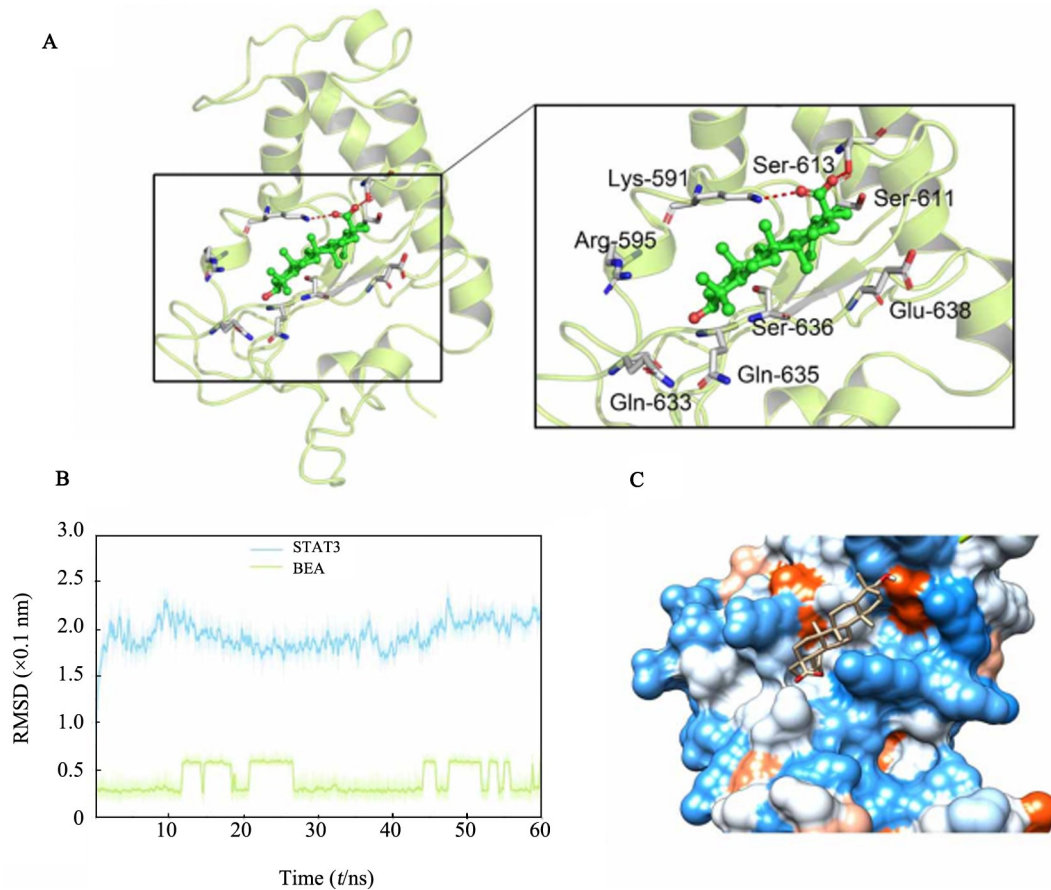 A
Ser-613
Lys-591
Ser-611
Arg-595
Glu-638
Ser-636
Gln-635
Gln-633
B
C
3.0
2.5
2.0
1.5
1.0
0.5
0
RMSD (×0.1 nm)
STAT3
BEA
10
20
30
40
50
60
Time (t/ns)